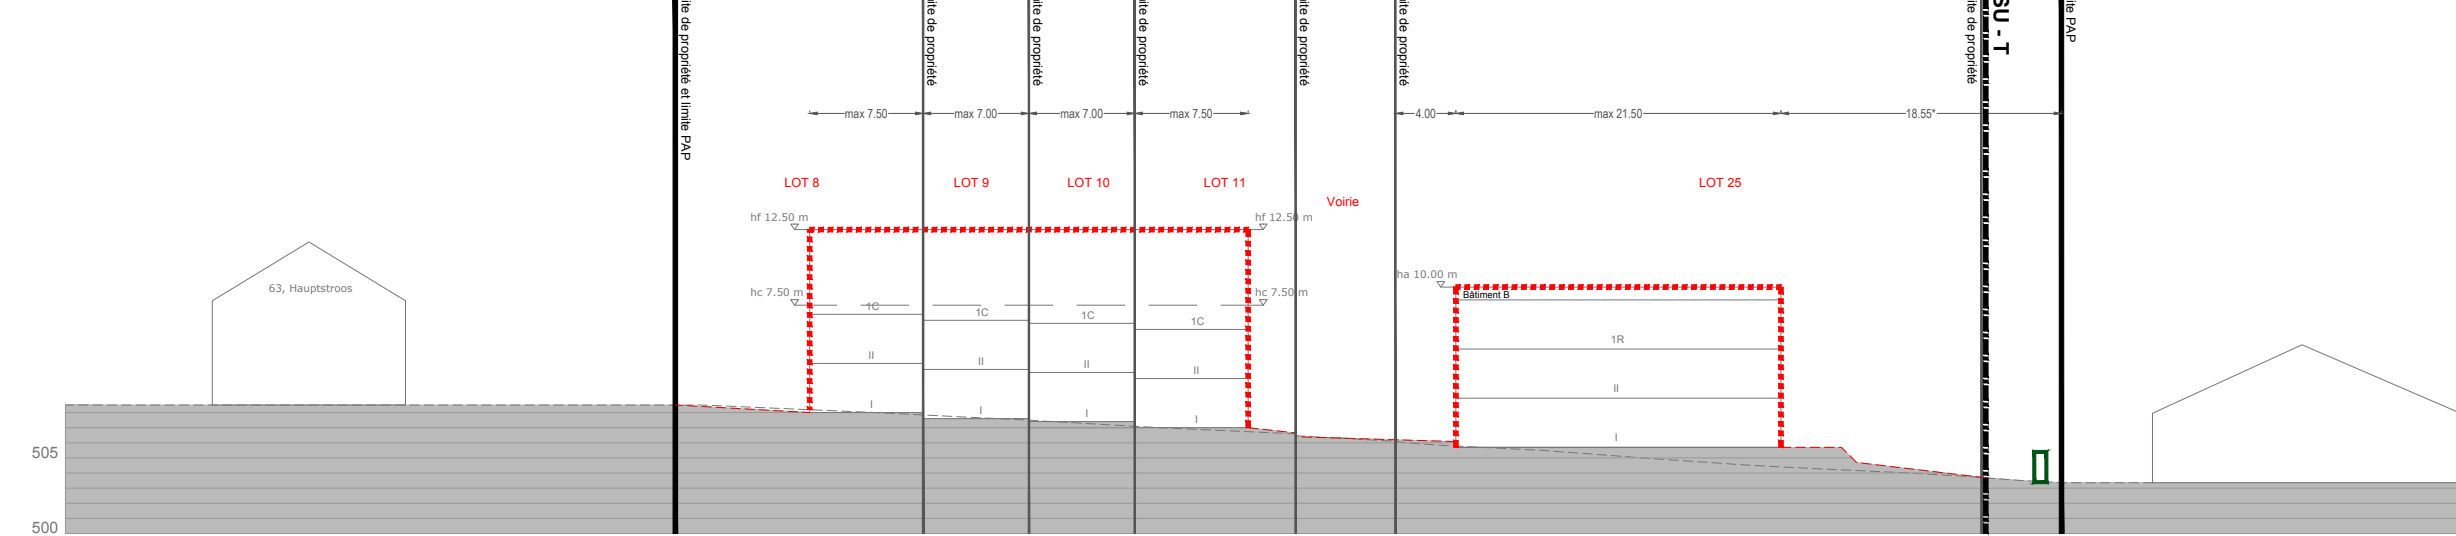 ite de propriété et limite PAP
ite de propriété
ite de propriété
ite de propriété
ite de propriété
ite de propriété
ite de propriété
SU - T
ite PAP
max 7.50
max 7.00
max 7.00
max 7.50
4.00
max 21.50
18.55*
LOT 8
LOT 9
LOT 10
LOT 11
Voirie
LOT 25
hf 12.50 m
hf 12.50 m
63, Hauptstroos
hc 7.50 m
hc 7.50 m
ha 10.00 m
Bâtiment B
1C
1C
1C
1C
1R
II
II
II
II
II
I
I
I
I
I
505
500